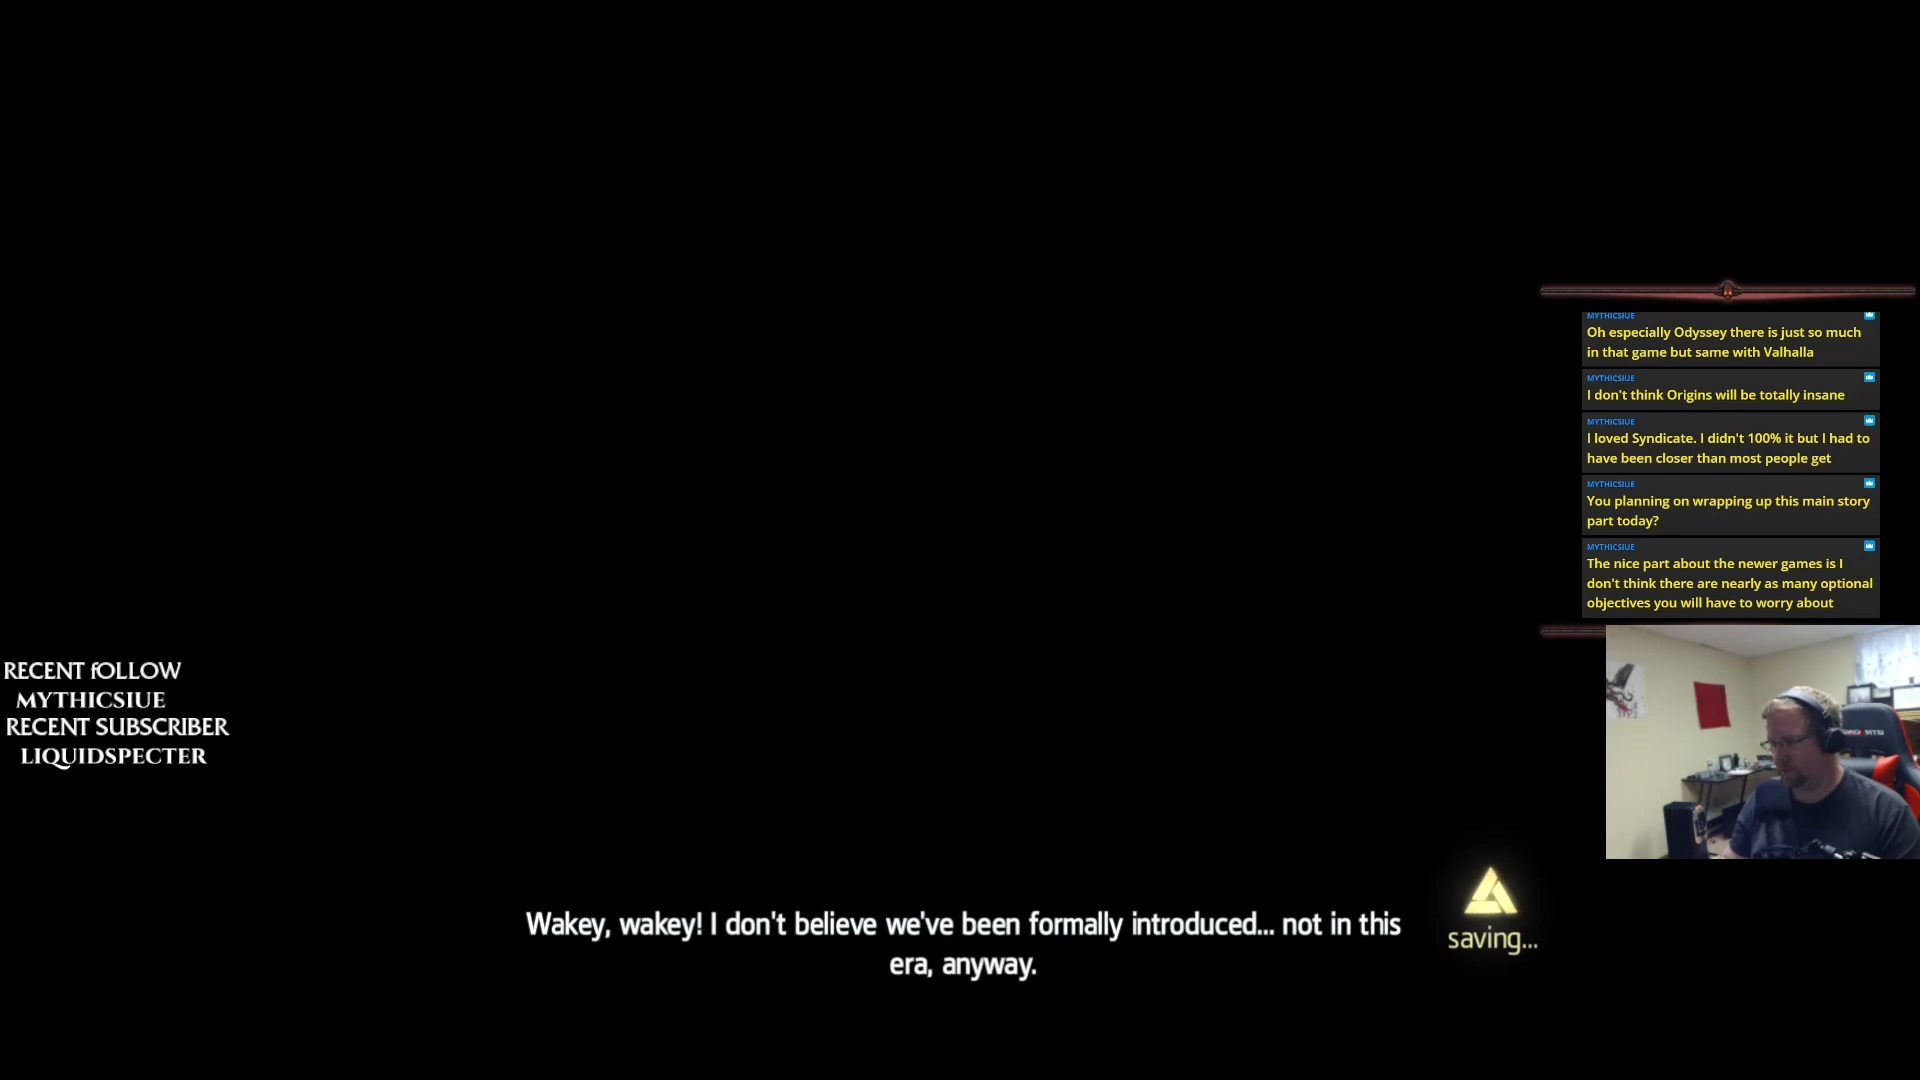 MYTHICSIUE
Oh especially Odyssey there is just so much
in that game but same with Valhalla
MYTHICSIUE
I don't think Origins will be totally insane
MYTHICSIUE
I loved Syndicate. I didn't 100% it but I had to
have been closer than most people get
MYTHICSIUE
You planning on wrapping up this main story
part today?
MYTHICSIUE
The nice part about the newer games is I
don't think there are nearly as many optional
objectives you will have to worry about
RECENT fOLLOW
MYTHICSIUE
RECENT SUBSCRIBER
LIQUIDSPECTER
Wakey, wakey! I don't believe we've been formally introduced... not in this
era, anyway.
saving...